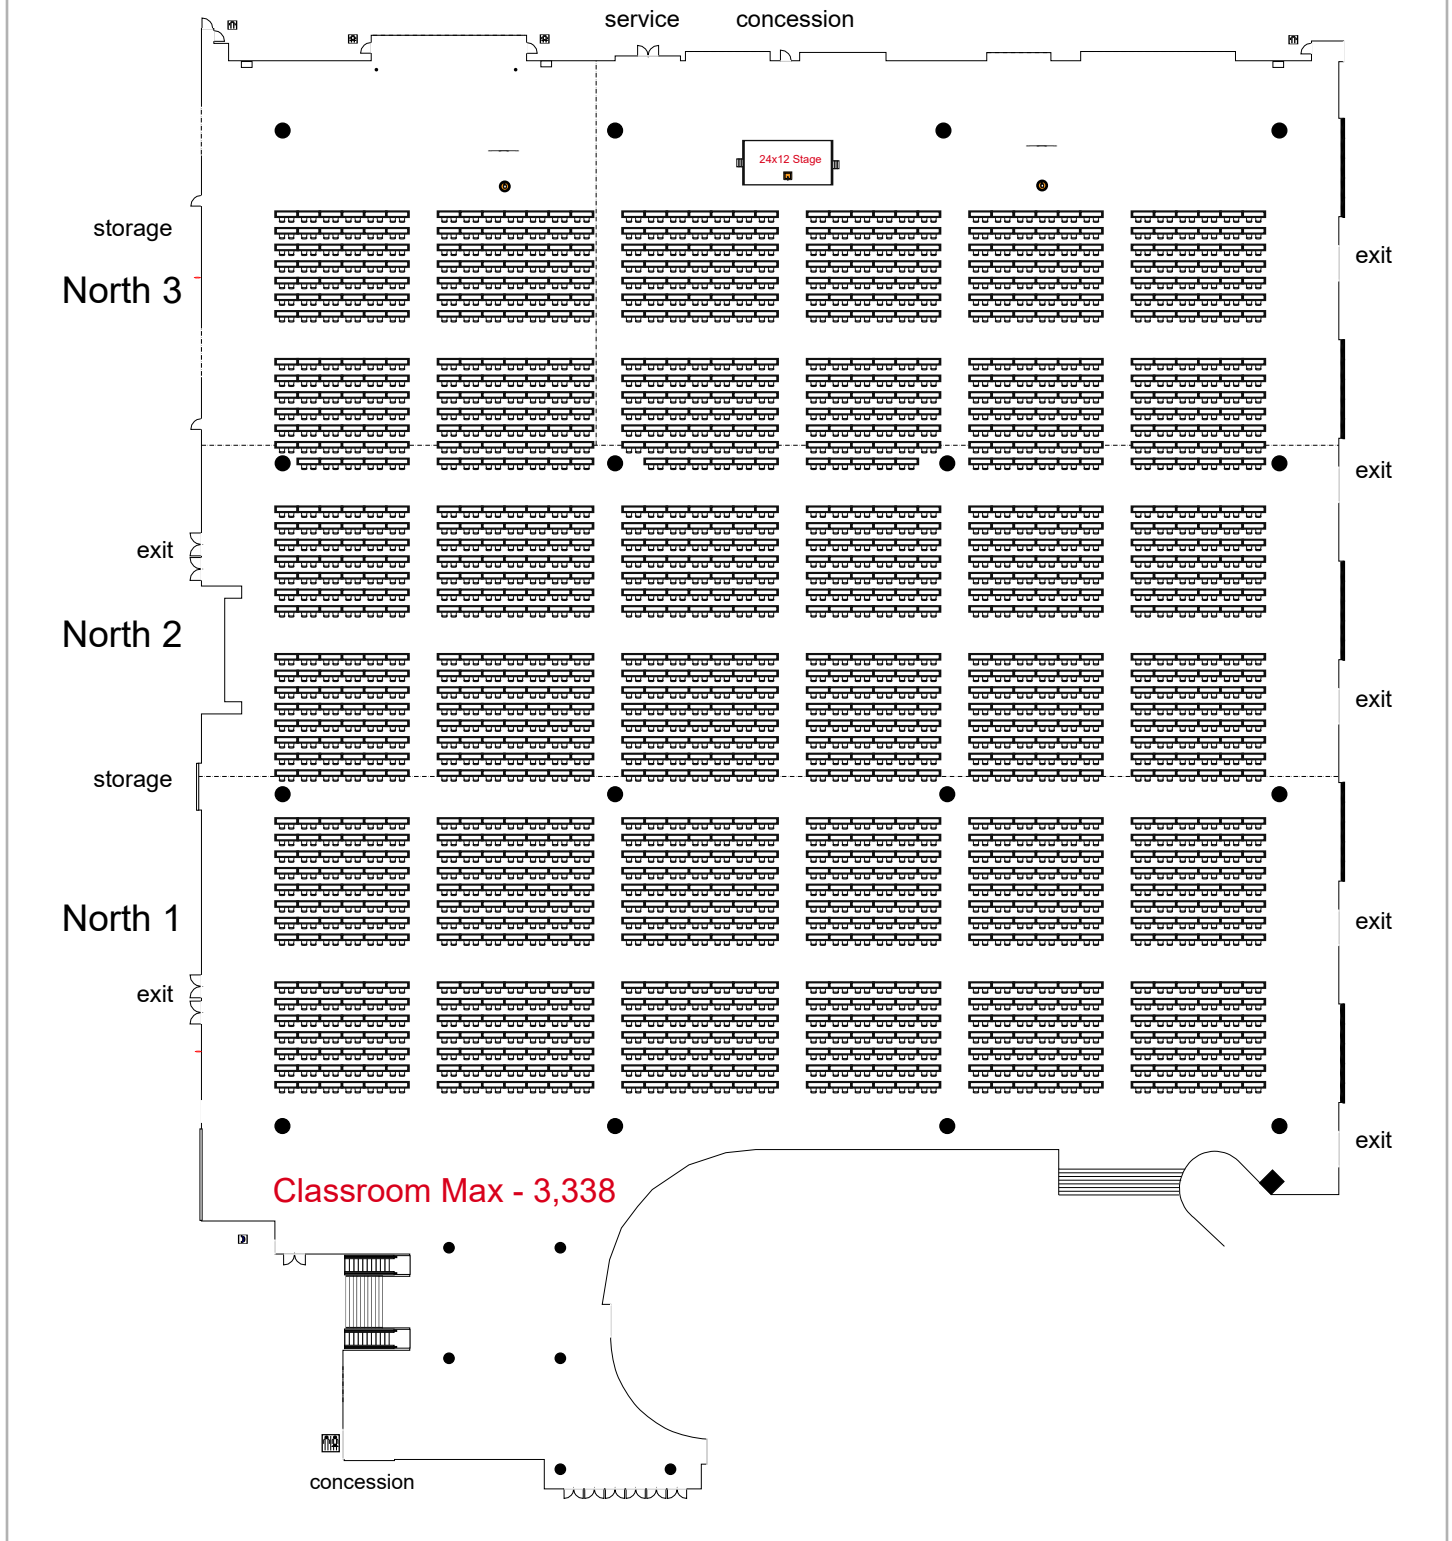 service concession
24x12 Stage
storage
exit
North 3
exit
exit
North 2
exit
storage
North 1
exit
exit
exit
Classroom Max - 3,338
concession